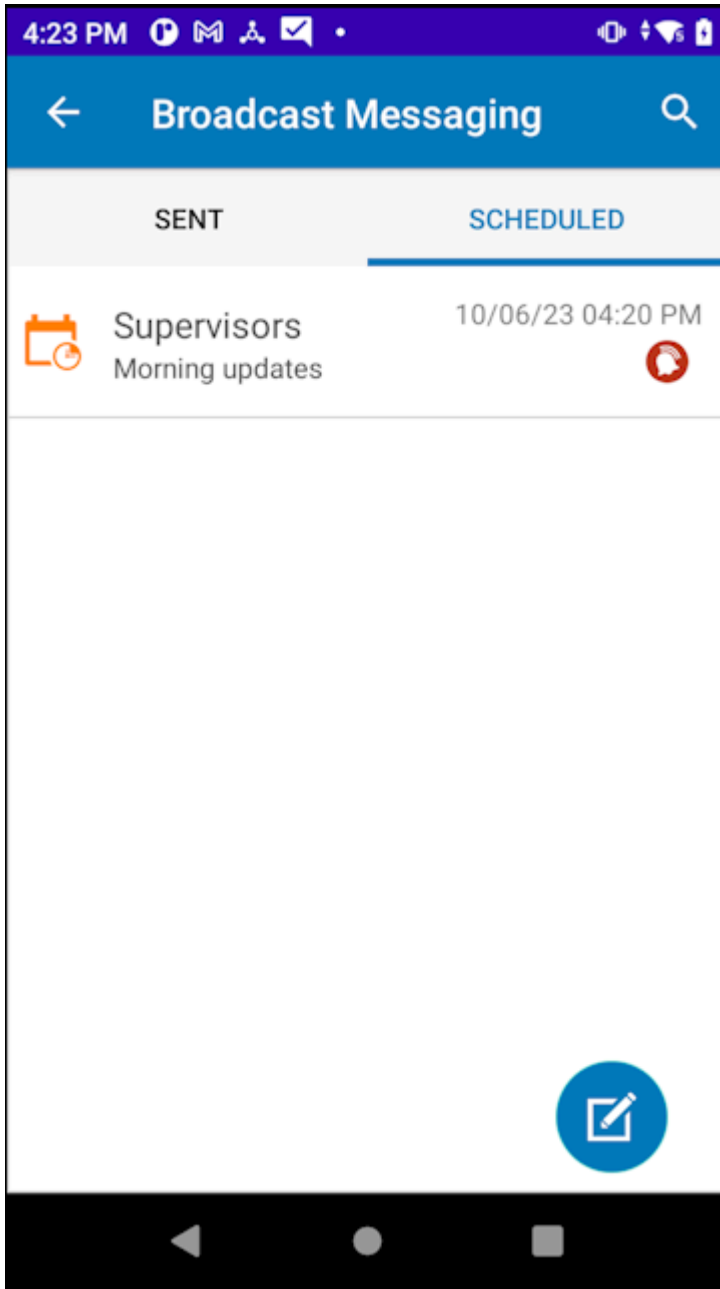 4:23 PM
Broadcast Messaging
SENT
SCHEDULED
Supervisors
10/06/23 04:20 PM
Morning updates